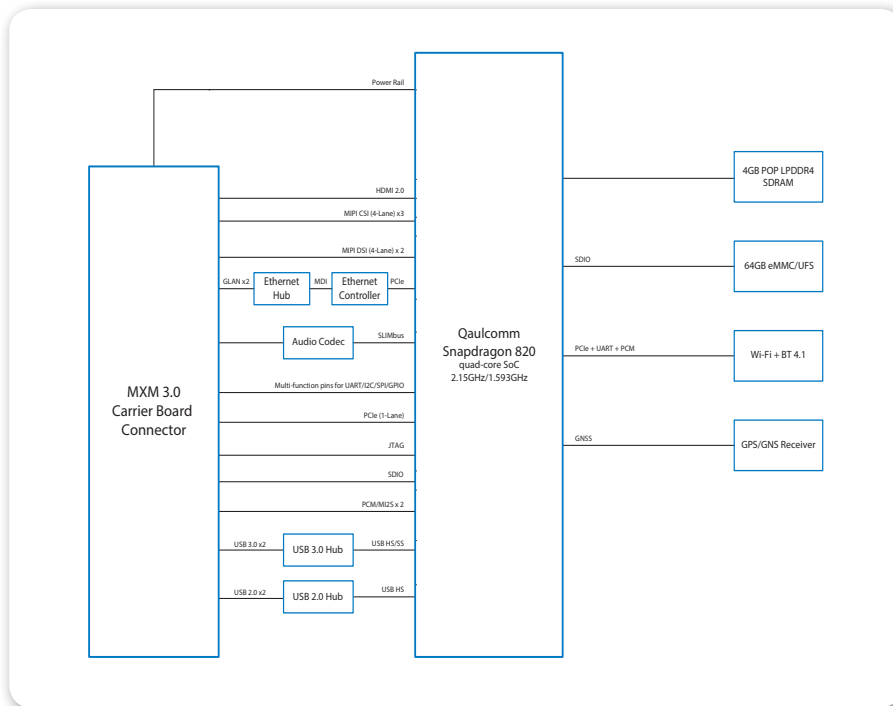 Power Rail
HDMI 2.0
MIPI CSI (4-Lane) x3
MIPI DSI (4-Lane) x 2
GLAN x2
Ethernet
Hub
MDI
Ethernet
Controller
PCIe
Audio Codec
SLIMbus
Multi-function pins for UART/I2C/SPI/GPIO
PCIe (1-Lane)
JTAG
SDIO
PCM/MI2S x 2
USB 3.0 x2
USB 3.0 Hub
USB HS/SS
USB 2.0 x2
USB 2.0 Hub
USB HS
MXM 3.0
Carrier Board
Connector
Qaulcomm
Snapdragon 820
quad-core SoC
2.15GHz/1.593GHz
4GB POP LPDDR4
SDRAM
SDIO
64GB eMMC/UFS
PCIe + UART + PCM
Wi-Fi + BT 4.1
GNSS
GPS/GNS Receiver